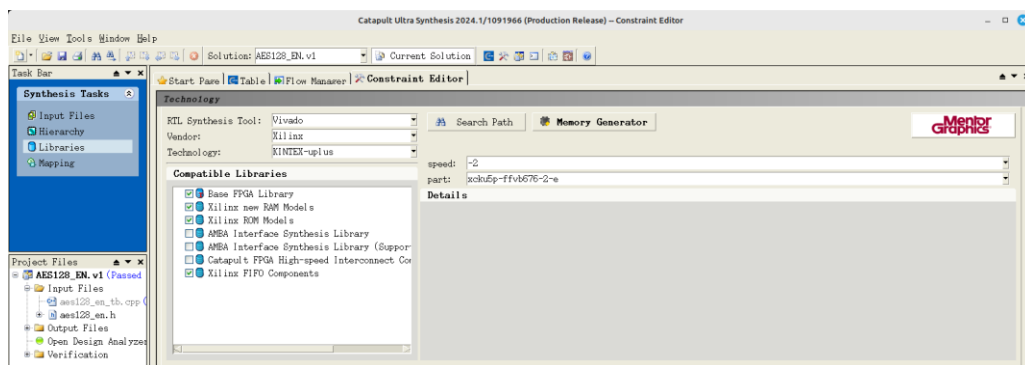 Catapult Ultra Synthesis 2024.1/1091966 (Production Release) – Constraint Editor
File View Tools Window Help
Solution: AES128_EN.v1 Current Solution
Task Bar
Start Page Table Flow Manager Constraint Editor
Synthesis Tasks
Input Files
Hierarchy
Libraries
Mapping
Technology
RTL Synthesis Tool: Vivado
Vendor: Xilinx
Technology: KINTEX-uplus
Search Path Memory Generator
Mentor Graphics
speed: -2
part: xcku5p-ffvb676-2-e
Compatible Libraries
Details
Base FPGA Library
Xilinx new RAM Models
Xilinx ROM Models
AMBA Interface Synthesis Library
AMBA Interface Synthesis Library (Suppor
Catapult FPGA High-speed Interconnect Co
Xilinx FIFO Components
Project Files
AES128_EN.v1 (Passed
Input Files
aes128_en_tb.cpp (
aes128_en.h
Output Files
Open Design Analyze
Verification